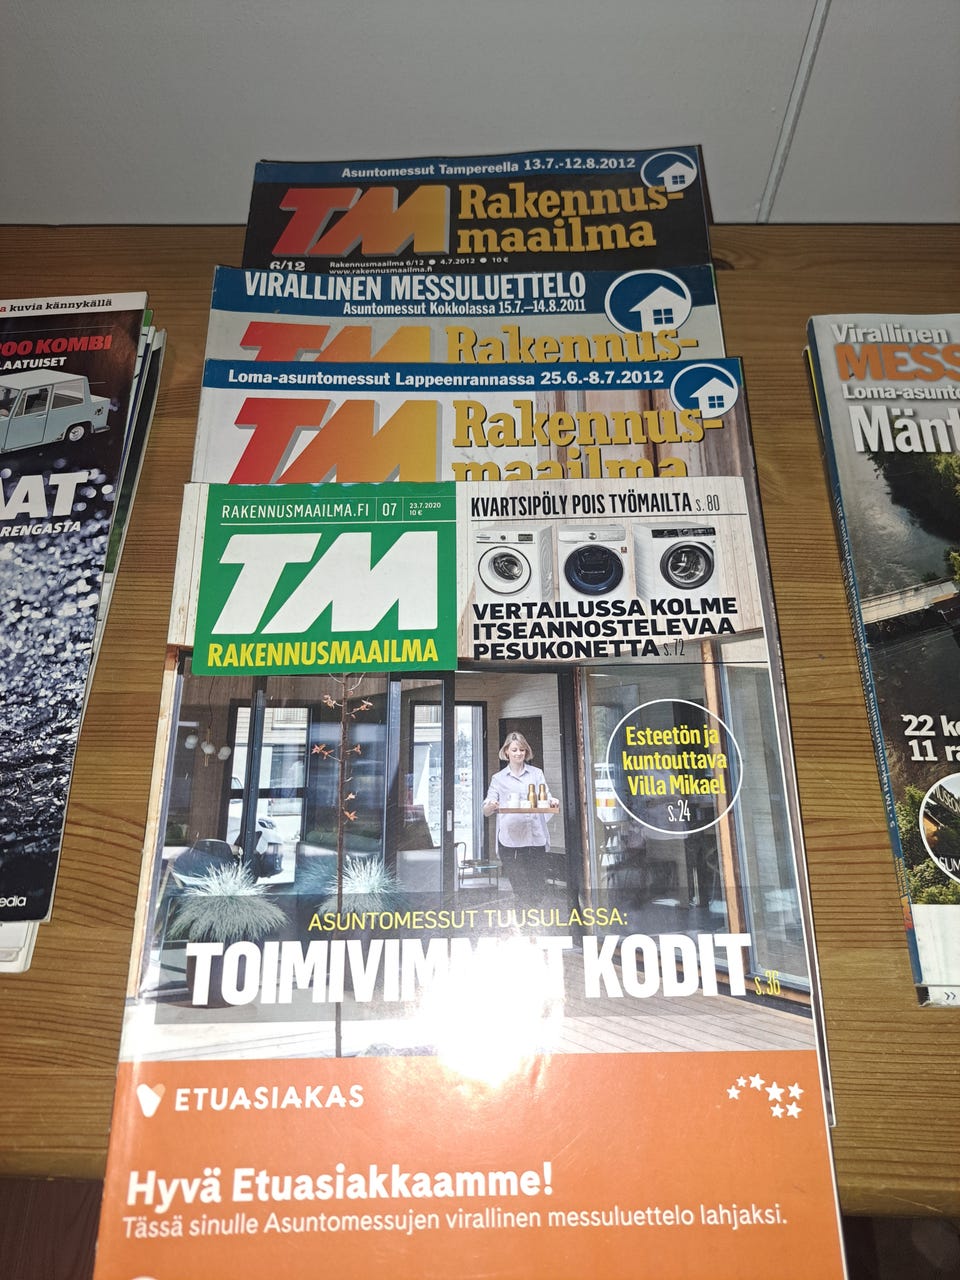 Asuntomessut Tampereella 13.7.-12.8.2012
TM Rakennus-
maailma
6/12 Rakennusmaailma 6/12 ● 4.7.2012 ● 10 €
www.rakennusmaailma.fi
VIRALLINEN MESSULUETTELO
Asuntomessut Kokkolassa 15.7.–14.8.2011
TM Rakennus-
Loma-asuntomessut Lappeenrannassa 25.6.-8.7.2012
TM Rakennus-
maailma
RAKENNUSMAAILMA.FI 07 23.7.2020
10 €
TM
RAKENNUSMAAILMA
KVARTSIPÖLY POIS TYÖMAILTA s. 80
VERTAILUSSA KOLME
ITSEANNOSTELEVAA
PESUKONETTA s. 72
Esteetön ja
kuntouttava
Villa Mikael
s. 24
ASUNTOMESSUT TUUSULASSA:
KODIT s. 36
ETUASIAKAS
Hyvä Etuasiakkaamme!
Tässä sinulle Asuntomessujen virallinen messuluettelo lahjaksi.
kuvia kännykällä
KOMBI
Virallinen